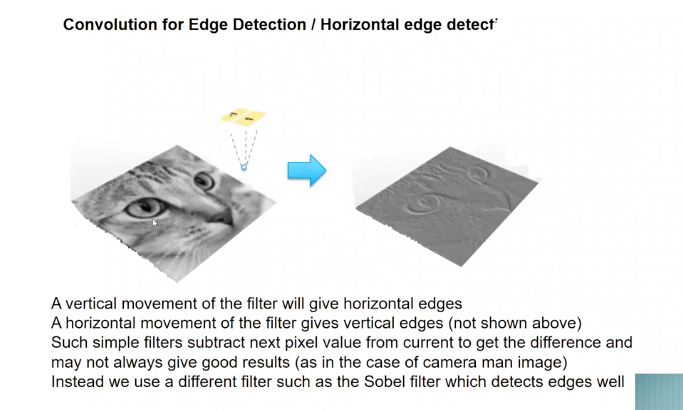 Convolution for Edge Detection / Horizontal edge detect
A vertical movement of the filter will give horizontal edges
A horizontal movement of the filter gives vertical edges (not shown above)
Such simple filters subtract next pixel value from current to get the difference and
may not always give good results (as in the case of camera man image)
Instead we use a different filter such as the Sobel filter which detects edges well